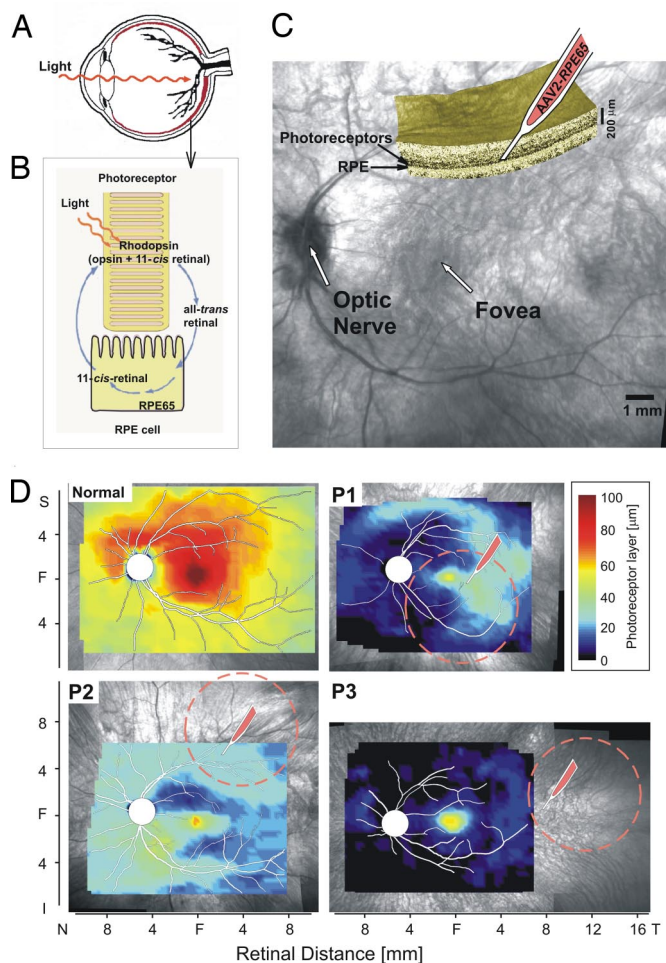 A
Light
B
Photoreceptor
Light
Rhodopsin
(opsin + 11-cis retinal)
all-trans
retinal
11-cis-retinal
RPE65
RPE cell
C
AAV2-RPE65
200 µm
Photoreceptors
RPE
Optic
Nerve
Fovea
1 mm
D
Normal
S
4
F
4
P1
100
80
60
40
20
0
Photoreceptor layer [µm]
P2
8
4
F
4
I
P3
N 8 4 F 4 8 8 4 F 4 8 12 16 T
Retinal Distance [mm]